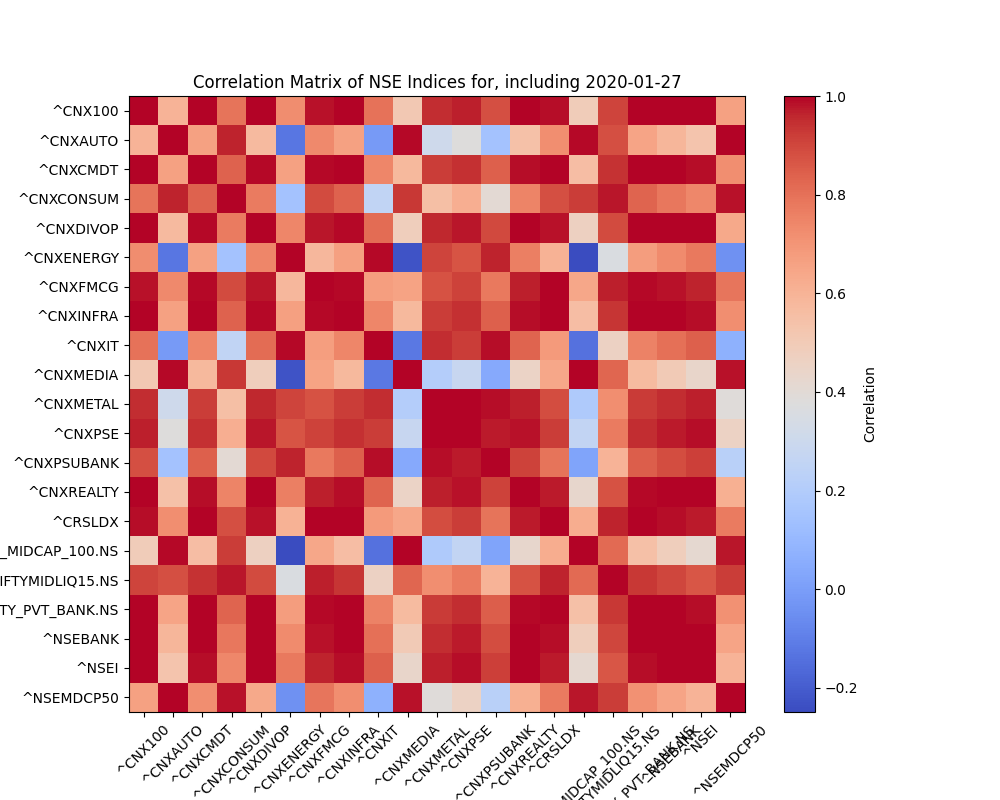 Correlation Matrix of NSE Indices for, including 2020-01-27
^CNX100
^CNXAUTO
^CNXCMDT
^CNXCONSUM
^CNXDIVOP
^CNXENERGY
^CNXFMCG
^CNXINFRA
^CNXIT
^CNXMEDIA
^CNXMETAL
^CNXPSE
^CNXPSUBANK
^CNXREALTY
^CRSLDX
_MIDCAP_100.NS
IFTYMIDLIQ15.NS
TY_PVT_BANK.NS
^NSEBANK
^NSEI
^NSEMDCP50
^CNX100
^CNXAUTO
^CNXCMDT
^CNXCONSUM
^CNXDIVOP
^CNXENERGY
^CNXFMCG
^CNXINFRA
^CNXIT
^CNXMEDIA
^CNXMETAL
^CNXPSE
^CNXPSUBANK
^CNXREALTY
^CRSLDX
MIDCAP_100.NS
TYMIDLIQ15.NS
PVT_BANK.NS
^NSEBANK
^NSEI
^NSEMDCP50
1.0
0.8
0.6
0.4
0.2
0.0
−0.2
Correlation